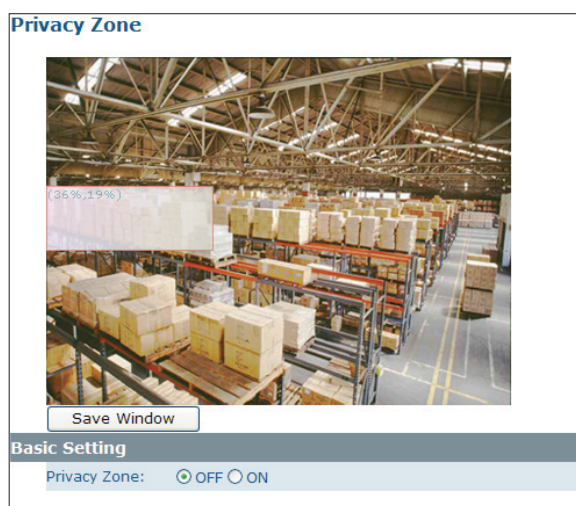 Privacy Zone
(36%,19%)
Save Window
Basic Setting
Privacy Zone: OFF ON